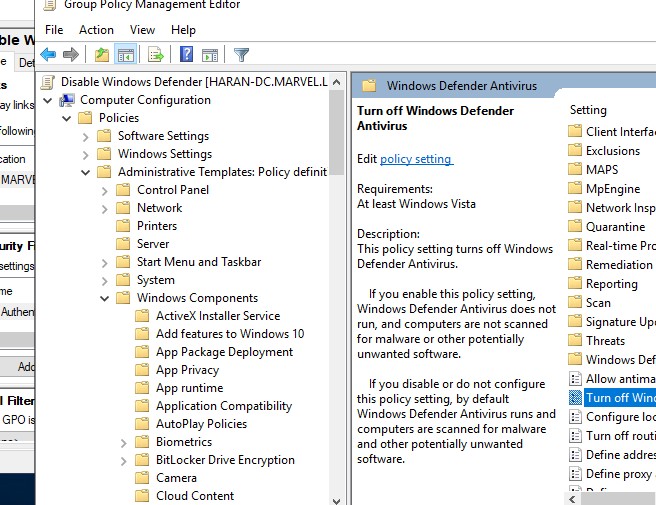 Group Policy Management Editor
File Action View Help
Disable Windows Defender [HARAN-DC.MARVEL.L
Computer Configuration
Policies
Software Settings
Windows Settings
Administrative Templates: Policy definit
Control Panel
Network
Printers
Server
Start Menu and Taskbar
System
Windows Components
ActiveX Installer Service
Add features to Windows 10
App Package Deployment
App Privacy
App runtime
Application Compatibility
AutoPlay Policies
Biometrics
BitLocker Drive Encryption
Camera
Cloud Content
Windows Defender Antivirus
Turn off Windows Defender
Antivirus
Edit policy setting
Requirements:
At least Windows Vista
Description:
This policy setting turns off Windows
Defender Antivirus.
If you enable this policy setting,
Windows Defender Antivirus does not
run, and computers are not scanned
for malware or other potentially
unwanted software.
If you disable or do not configure
this policy setting, by default
Windows Defender Antivirus runs and
computers are scanned for malware
and other potentially unwanted
software.
Setting
Client Interfa
Exclusions
MAPS
MpEngine
Network Insp
Quarantine
Real-time Pro
Remediation
Reporting
Scan
Signature Upd
Threats
Windows Def
Allow antima
Turn off Wind
Configure loc
Turn off routi
Define addres
Define proxy a
ble W
Det
ks
ay links
following
cation
MARVE
urity Fi
settings
me
Authen
Add
I Filter
GPO is